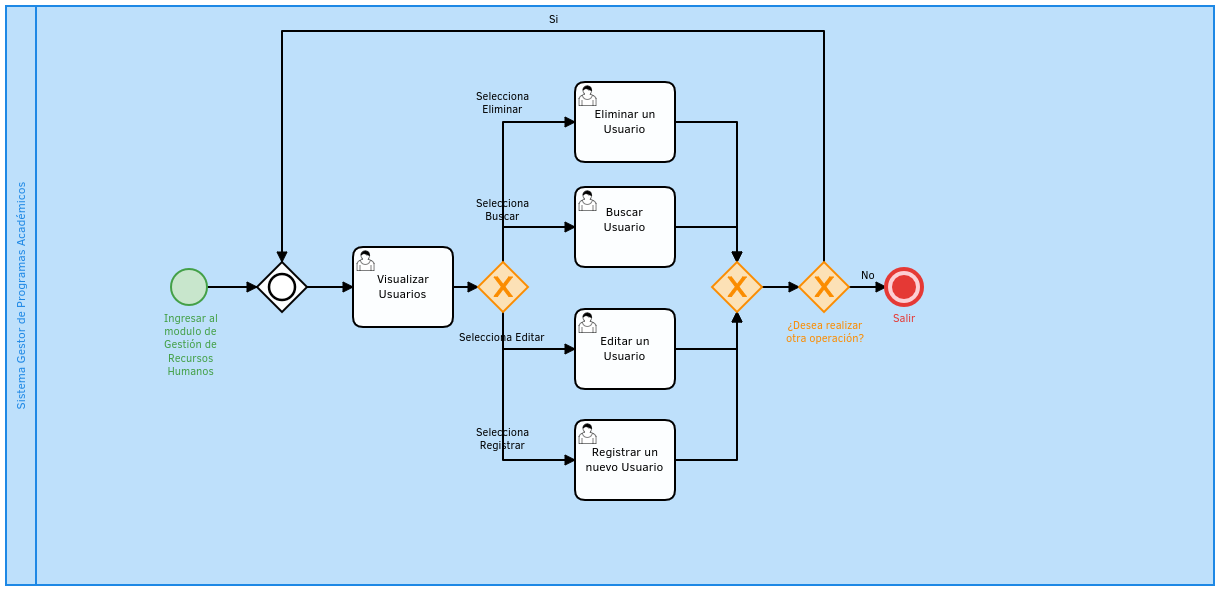 Sistema Gestor de Programas Académicos
Si
Selecciona
Eliminar
Eliminar un
Usuario
Selecciona
Buscar
Buscar
Usuario
Visualizar
Usuarios
Ingresar al
modulo de
Gestión de
Recursos
Humanos
Selecciona Editar
Editar un
Usuario
Selecciona
Registrar
Registrar un
nuevo Usuario
¿Desea realizar
otra operación?
No
Salir